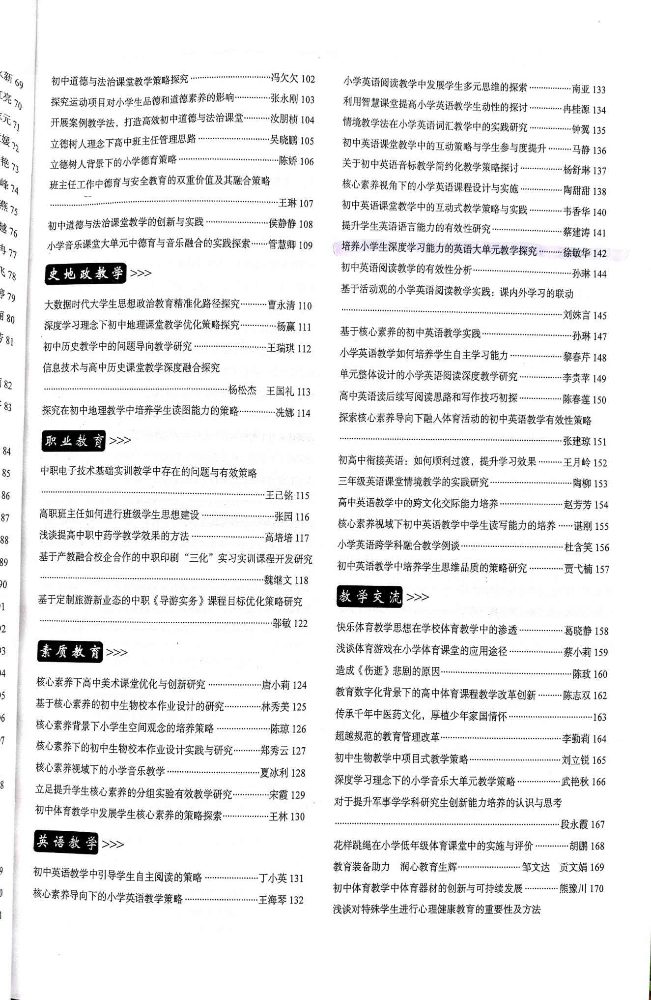 水新 69
亮 70
元 71
媛 72
艳 73
峰 74
燕 75
越 76
冉 77
飞 78
婷 79
丽 80
芳 81
82
83
84
85
86
87
88
89
90
初中道德与法治课堂教学策略探究………………………冯欠欠 102
探究运动项目对小学生品德和道德素养的影响…………张永刚 103
开展案例教学法，打造高效初中道德与法治课堂………汝朋桢 104
立德树人理念下高中班主任管理思路……………………吴晓鹏 105
立德树人背景下的小学德育策略……………………………陈娇 106
班主任工作中德育与安全教育的双重价值及其融合策略
……………………………………………………………………王琳 107
初中道德与法治课堂教学的创新与实践…………………侯静静 108
小学音乐课堂大单元中德育与音乐融合的实践探索……管慧卿 109
史地政教学 >>>
大数据时代大学生思想政治教育精准化路径探究………曹永清 110
深度学习理念下初中地理课堂教学优化策略探究…………杨赢 111
初中历史教学中的问题导向教学研究……………………王瑞琪 112
信息技术与高中历史课堂教学深度融合探究
………………………………………………………杨松杰　王国礼 113
探究在初中地理教学中培养学生读图能力的策略…………冼娜 114
职业教育 >>>
中职电子技术基础实训教学中存在的问题与有效策略
…………………………………………………………………王己铭 115
高职班主任如何进行班级学生思想建设……………………张园 116
浅谈提高中职中药学教学效果的方法……………………高培培 117
基于产教融合校企合作的中职印刷“三化”实习实训课程开发研究
…………………………………………………………………魏继文 118
基于定制旅游新业态的中职《导游实务》课程目标优化策略研究
……………………………………………………………………邬敏 122
素质教育 >>>
核心素养下高中美术课堂优化与创新研究………………唐小莉 124
基于核心素养的初中生物校本作业设计的研究…………林秀美 125
核心素养背景下小学生空间观念的培养策略………………陈琼 126
核心素养下的初中生物校本作业设计实践与研究………郑秀云 127
核心素养视域下的小学音乐教学…………………………夏冰利 128
立足提升学生核心素养的分组实验有效教学研究…………宋霞 129
初中体育教学中发展学生核心素养的策略探索……………王林 130
英语教学 >>>
初中英语教学中引导学生自主阅读的策略………………丁小英 131
核心素养导向下的小学英语教学策略……………………王海琴 132
小学英语阅读教学中发展学生多元思维的探索……………南亚 133
利用智慧课堂提高小学英语教学生动性的探讨…………冉桂源 134
情境教学法在小学英语词汇教学中的实践研究……………钟翼 135
初中英语课堂教学中的互动策略与学生参与度提升………马静 136
关于初中英语音标教学简约化教学策略探讨……………杨舒琳 137
核心素养视角下的小学英语课程设计与实施……………陶甜甜 138
初中英语课堂教学中的互动式教学策略与实践…………韦香华 140
提升学生英语语言能力的有效性研究……………………蔡建涛 141
培养小学生深度学习能力的英语大单元教学探究………徐敏华 142
初中英语阅读教学的有效性分析……………………………孙琳 144
基于活动观的小学英语阅读教学实践：课内外学习的联动
…………………………………………………………………刘姝言 145
基于核心素养的初中英语教学实践…………………………孙琳 147
小学英语教学如何培养学生自主学习能力………………黎春芹 148
单元整体设计的小学英语阅读深度教学研究……………李贵苹 149
高中英语读后续写阅读思路和写作技巧初探……………陈春莲 150
探索核心素养导向下融入体育活动的初中英语教学有效性策略
…………………………………………………………………张建琼 151
初高中衔接英语：如何顺利过渡，提升学习效果………王月岭 152
三年级英语课堂情境教学的实践研究………………………陶柳 153
高中英语教学中的跨文化交际能力培养…………………赵芳芳 154
核心素养视域下初中英语教学中学生读写能力的培养……谌刚 155
小学英语跨学科融合教学例谈……………………………杜含笑 156
初中英语教学中培养学生思维品质的策略研究…………贾弋楠 157
教学交流 >>>
快乐体育教学思想在学校体育教学中的渗透……………葛晓静 158
浅谈体育游戏在小学体育课堂的应用途径………………蔡小莉 159
造成《伤逝》悲剧的原因……………………………………陈政 160
教育数字化背景下的高中体育课程教学改革创新………陈志双 162
传承千年中医药文化，厚植少年家国情怀………………………163
超越规范的教育管理改革…………………………………李勤莉 164
初中生物教学中项目式教学策略…………………………刘立锐 165
深度学习理念下的小学音乐大单元教学策略……………武艳秋 166
对于提升军事学学科研究生创新能力培养的认识与思考
…………………………………………………………………段永霞 167
花样跳绳在小学低年级体育课堂中的实施与评价…………胡鹏 168
教育装备助力　润心教育生辉…………………邹文达　贡文娟 169
初中体育教学中体育器材的创新与可持续发展…………熊豫川 170
浅谈对特殊学生进行心理健康教育的重要性及方法